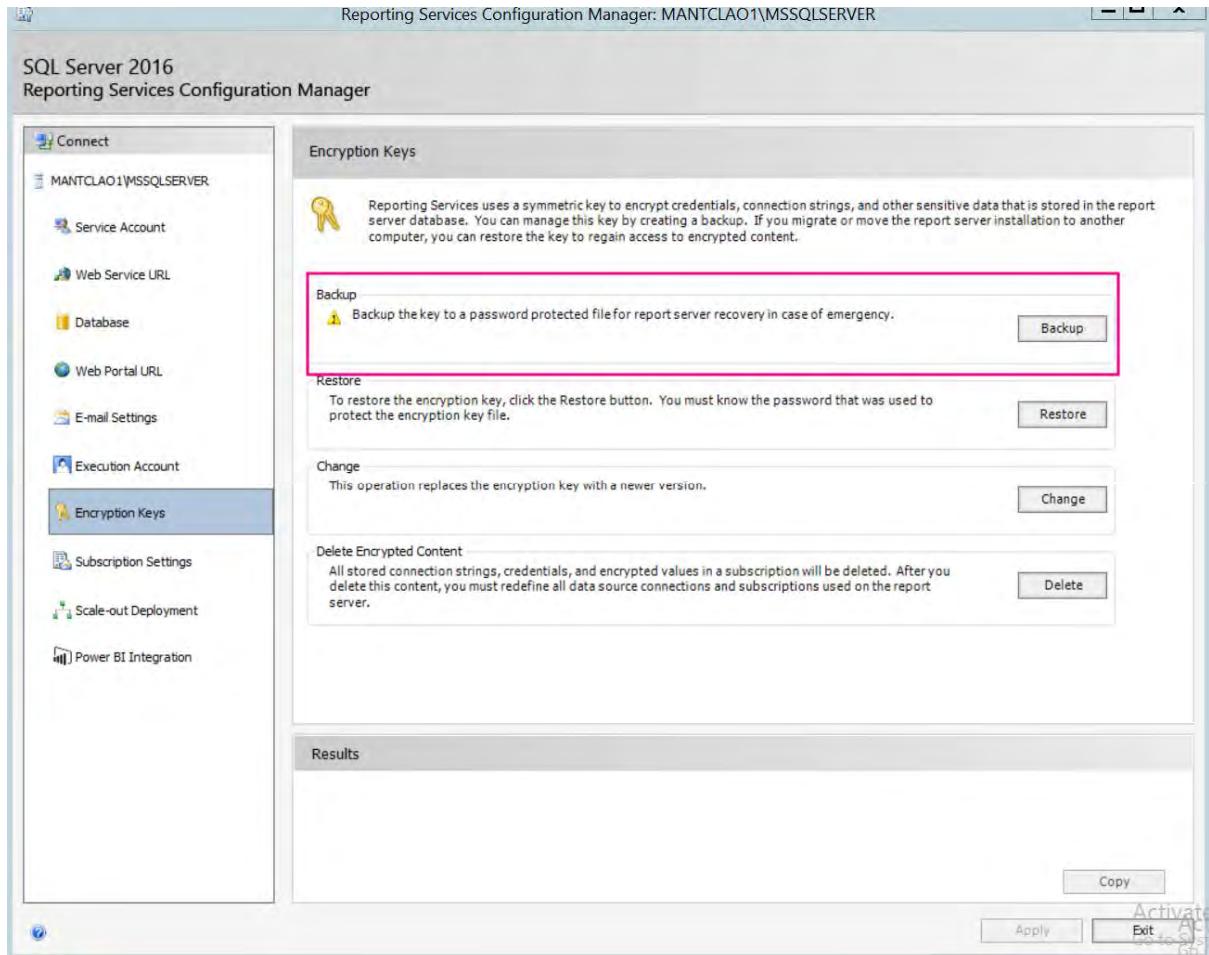 Reporting Services Configuration Manager: MANTCLAO1\MSSQLSERVER
SQL Server 2016
Reporting Services Configuration Manager
Connect
MANTCLAO1\MSSQLSERVER
Service Account
Web Service URL
Database
Web Portal URL
E-mail Settings
Execution Account
Encryption Keys
Subscription Settings
Scale-out Deployment
Power BI Integration
Encryption Keys
Reporting Services uses a symmetric key to encrypt credentials, connection strings, and other sensitive data that is stored in the report
server database. You can manage this key by creating a backup. If you migrate or move the report server installation to another
computer, you can restore the key to regain access to encrypted content.
Backup
Backup the key to a password protected file for report server recovery in case of emergency.
Backup
Restore
To restore the encryption key, click the Restore button. You must know the password that was used to
protect the encryption key file.
Restore
Change
This operation replaces the encryption key with a newer version.
Change
Delete Encrypted Content
All stored connection strings, credentials, and encrypted values in a subscription will be deleted. After you
delete this content, you must redefine all data source connections and subscriptions used on the report
server.
Delete
Results
Copy
Activate
Apply
Exit